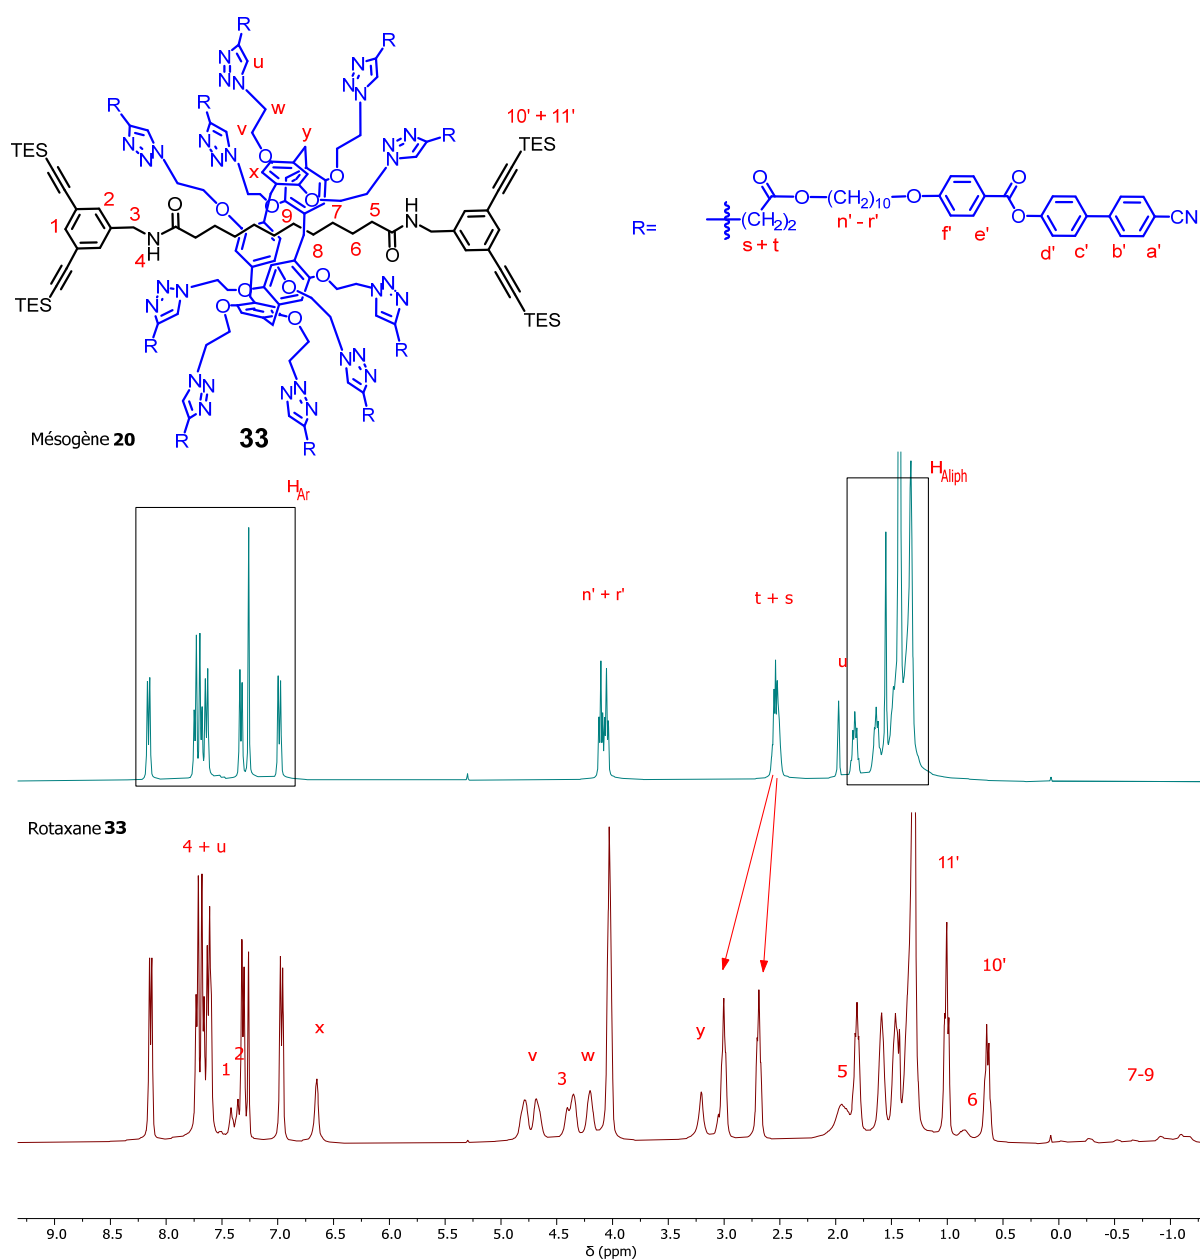 R
R
N
N
N
u
w
v
y
N
N
N
R
N
N
N
R
N
N
N
R
N
N
N
10' + 11'
TES
TES
O
x
O
O
O
O
9
7
5
2
3
1
O
N
H
4'
8
6
O
H
N
TES
TES
R=
O
O
(CH₂)₂
(CH₂)₁₀
O
O
O
CN
s + t
n' - r'
f'
e'
d'
c'
b'
a'
O
O
O
O
O
O
N
N
N
N
N
N
R
R
N
N
N
N
N
N
N
N
N
R
R
R
Mésogène 20
33
H Ar
H Aliph
n' + r'
t + s
u
Rotaxane 33
4 + u
1
2
x
v
3
w
y
5
11'
10'
6
7-9
9.0 8.5 8.0 7.5 7.0 6.5 6.0 5.5 5.0 4.5 4.0 3.5 3.0 2.5 2.0 1.5 1.0 0.5 0.0 -0.5 -1.0
δ (ppm)